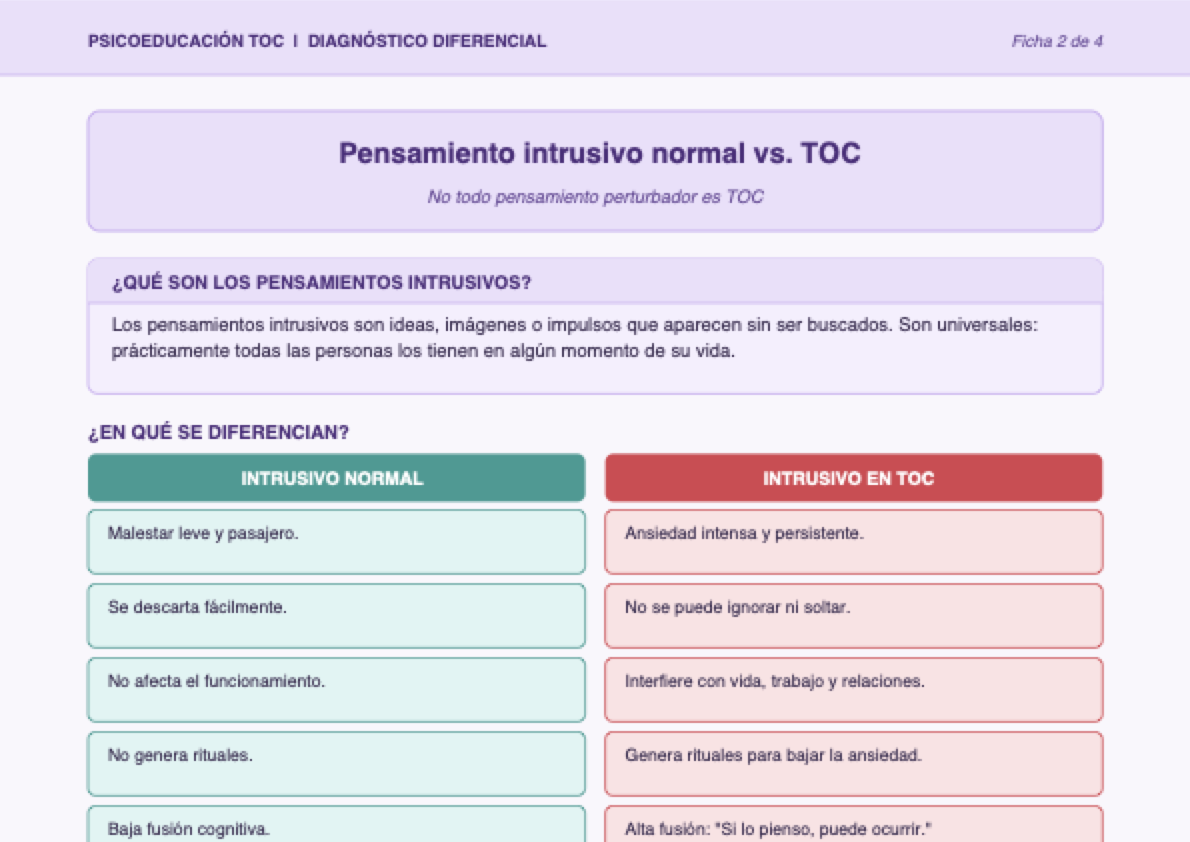 PSICOEDUCACIÓN TOC | DIAGNÓSTICO DIFERENCIAL
Ficha 2 de 4
Pensamiento intrusivo normal vs. TOC
No todo pensamiento perturbador es TOC
¿QUÉ SON LOS PENSAMIENTOS INTRUSIVOS?
Los pensamientos intrusivos son ideas, imágenes o impulsos que aparecen sin ser buscados. Son universales:
prácticamente todas las personas los tienen en algún momento de su vida.
¿EN QUÉ SE DIFERENCIAN?
INTRUSIVO NORMAL
INTRUSIVO EN TOC
Malestar leve y pasajero.
Ansiedad intensa y persistente.
Se descarta fácilmente.
No se puede ignorar ni soltar.
No afecta el funcionamiento.
Interfiere con vida, trabajo y relaciones.
No genera rituales.
Genera rituales para bajar la ansiedad.
Baja fusión cognitiva.
Alta fusión: "Si lo pienso, puede ocurrir."